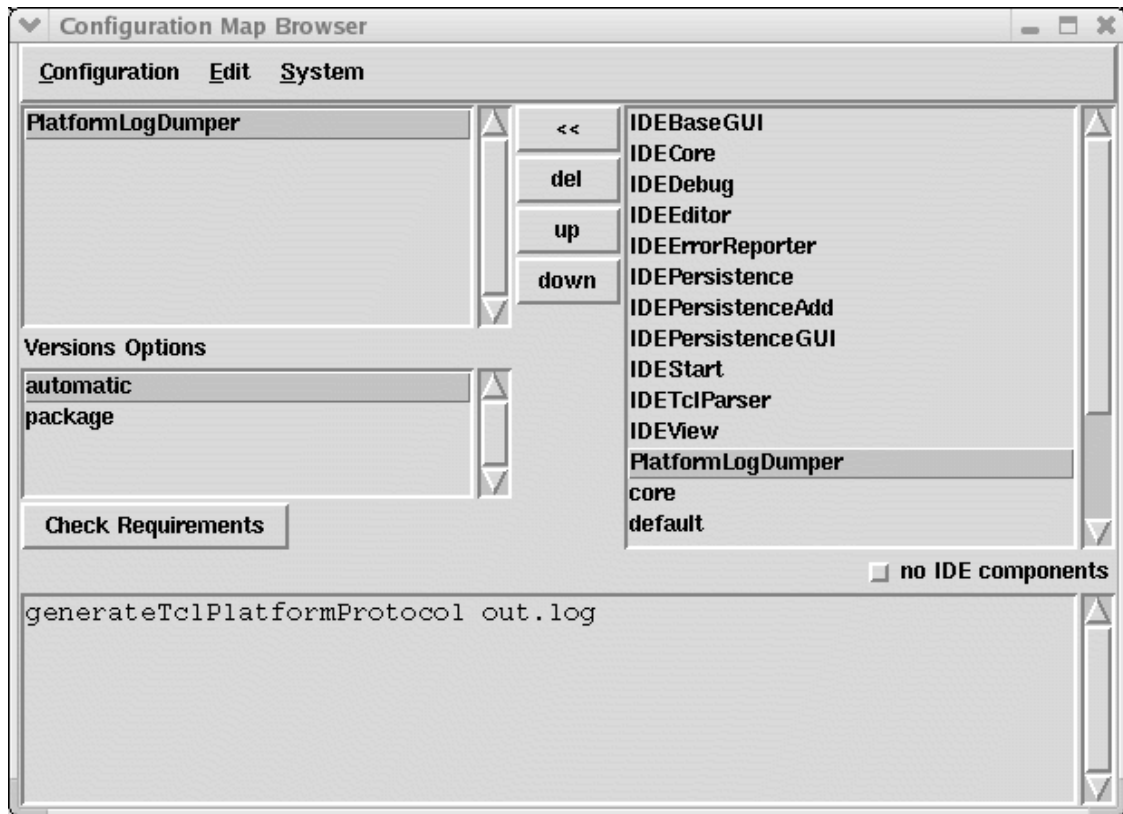 Configuration Map Browser
Configuration Edit System
PlatformLogDumper
<<
del
up
down
IDEBaseGUI
IDECore
IDEDebug
IDEEditor
IDEErrorReporter
IDEPersistence
IDEPersistenceAdd
IDEPersistenceGUI
IDEStart
IDETclParser
IDEView
PlatformLogDumper
core
default
Versions Options
automatic
package
Check Requirements
no IDE components
generateTclPlatformProtocol out.log